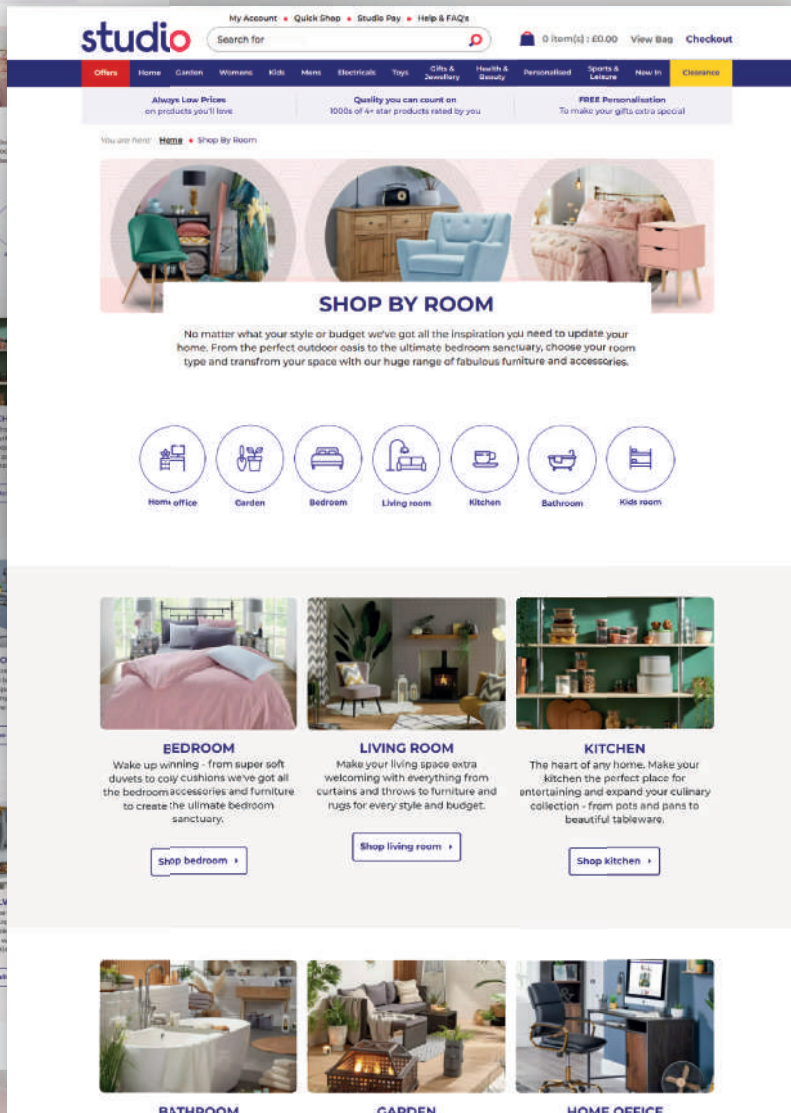 My Account • Quick Shop • Studio Pay • Help & FAQ's
studio
Search for
0 item(s) : £0.00 View Bag Checkout
Offers Home Garden Womens Kids Mens Electricals Toys Gifts & Jewellery Health & Beauty Personalised Sports & Leisure New In Clearance
Always Low Prices
on products you'll love
Quality you can count on
1000s of 4+ star products rated by you
FREE Personalisation
To make your gifts extra special
You are here: Home • Shop By Room
SHOP BY ROOM
No matter what your style or budget we've got all the inspiration you need to update your
home. From the perfect outdoor oasis to the ultimate bedroom sanctuary, choose your room
type and transfrom your space with our huge range of fabulous furniture and accessories.
Home office Garden Bedroom Living room Kitchen Bathroom Kids room
BEDROOM
Wake up winning - from super soft
duvets to cosy cushions we've got all
the bedroom accessories and furniture
to create the ulimate bedroom
sanctuary.
Shop bedroom ›
LIVING ROOM
Make your living space extra
welcoming with everything from
curtains and throws to furniture and
rugs for every style and budget.
Shop living room ›
KITCHEN
The heart of any home. Make your
kitchen the perfect place for
entertaining and expand your culinary
collection - from pots and pans to
beautiful tableware.
Shop kitchen ›
BATHROOM GARDEN HOME OFFICE